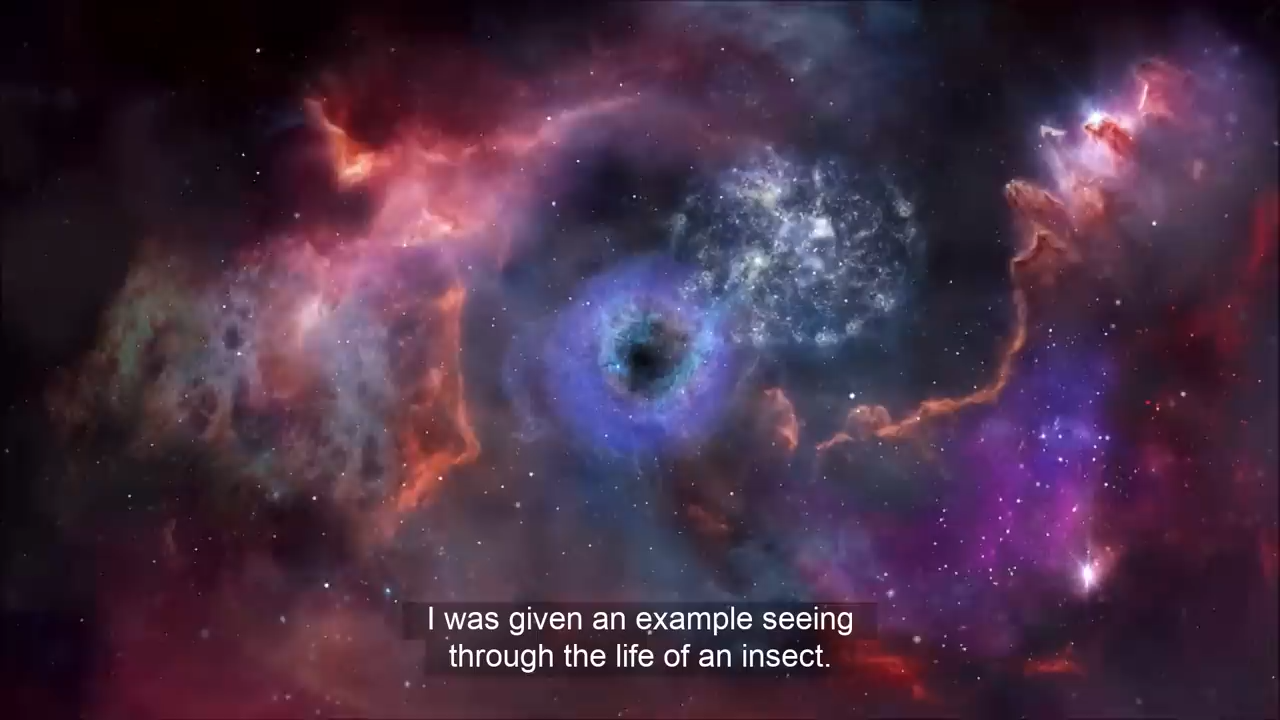 I was given an example seeing
through the life of an insect.